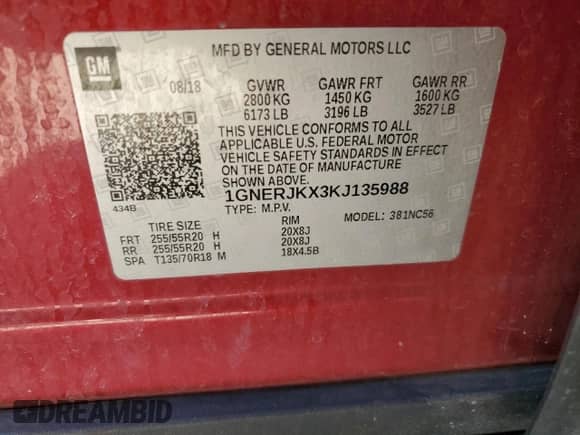 GM
MFD BY GENERAL MOTORS LLC
08/18 GVWR GAWR FRT GAWR RR
2800 KG 1450 KG 1600 KG
6173 LB 3196 LB 3527 LB
THIS VEHICLE CONFORMS TO ALL
APPLICABLE U.S. FEDERAL MOTOR
VEHICLE SAFETY STANDARDS IN EFFECT
ON THE DATE OF MANUFACTURE
SHOWN ABOVE.
434B 1GNERJKX3KJ135988
TYPE: M.P.V. MODEL: 381NC56
TIRE SIZE RIM
FRT 255/55R20 H 20X8J
RR 255/55R20 H 20X8J
SPA T135/70R18 M 18X4.5B
DREAMBID